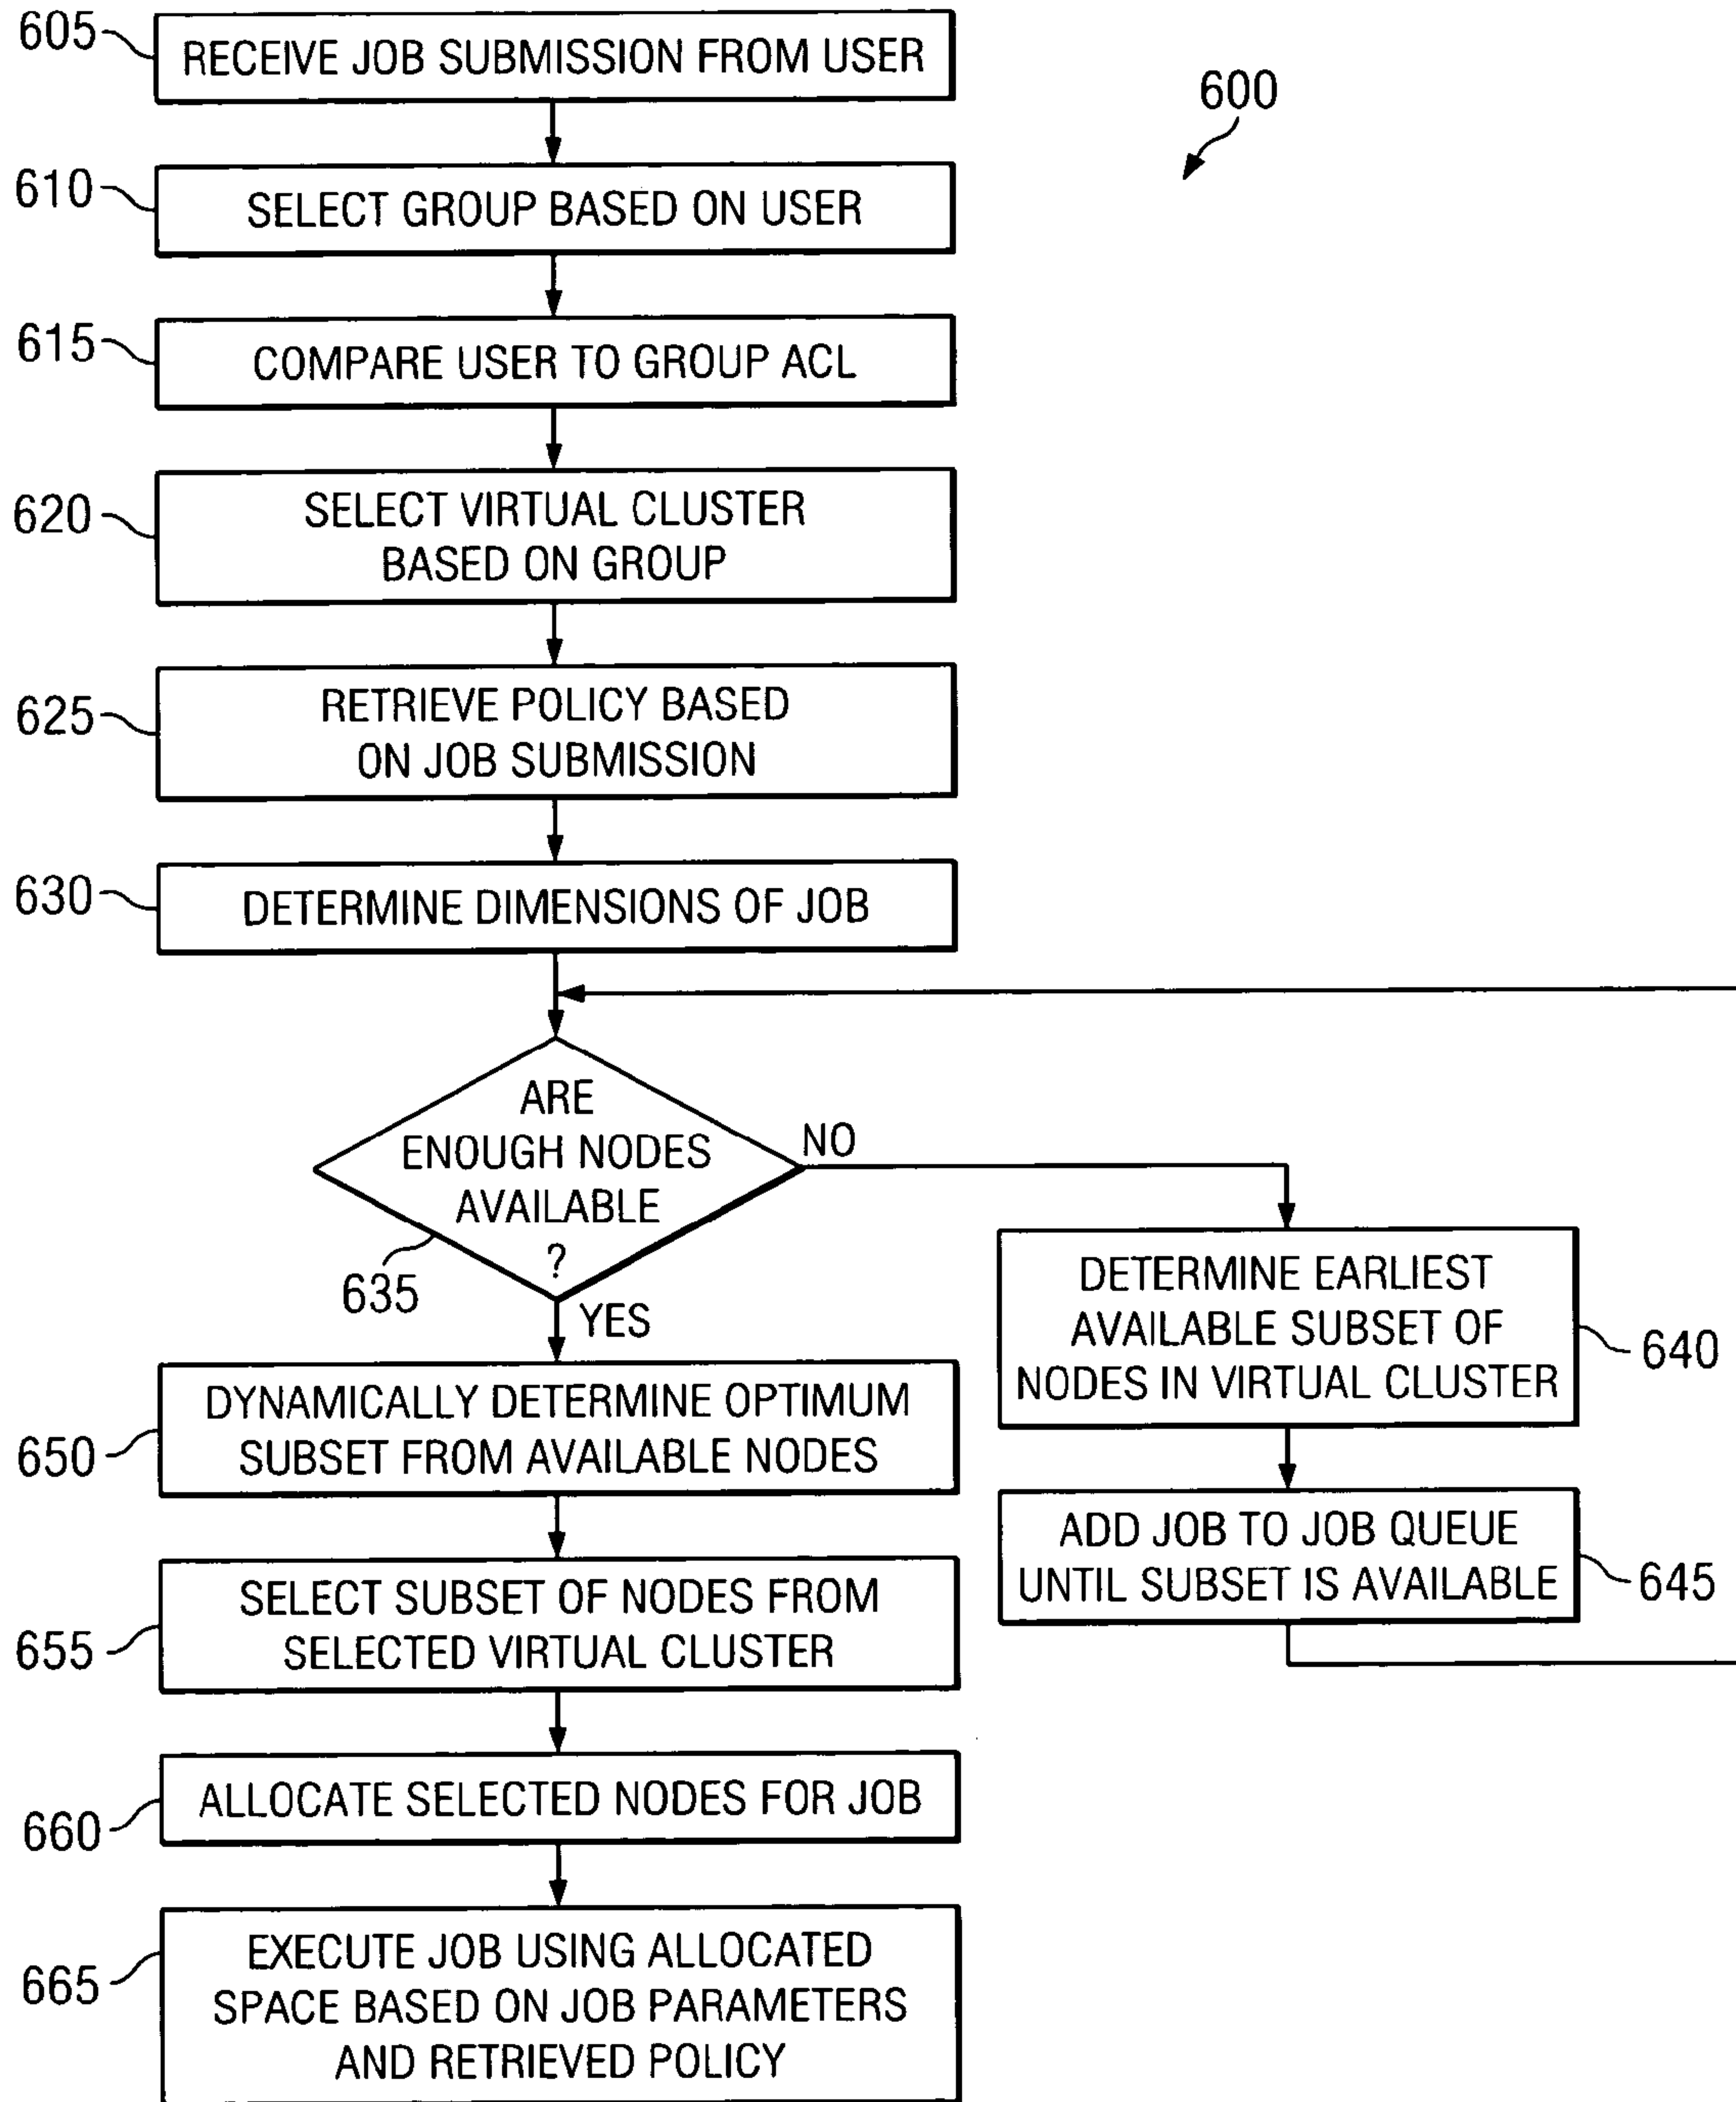 605
RECEIVE JOB SUBMISSION FROM USER
600
610
SELECT GROUP BASED ON USER
615
COMPARE USER TO GROUP ACL
620
SELECT VIRTUAL CLUSTER
BASED ON GROUP
625
RETRIEVE POLICY BASED
ON JOB SUBMISSION
630
DETERMINE DIMENSIONS OF JOB
ARE
ENOUGH NODES
AVAILABLE
?
635
NO
YES
DETERMINE EARLIEST
AVAILABLE SUBSET OF
NODES IN VIRTUAL CLUSTER
640
ADD JOB TO JOB QUEUE
UNTIL SUBSET IS AVAILABLE
645
650
DYNAMICALLY DETERMINE OPTIMUM
SUBSET FROM AVAILABLE NODES
655
SELECT SUBSET OF NODES FROM
SELECTED VIRTUAL CLUSTER
660
ALLOCATE SELECTED NODES FOR JOB
665
EXECUTE JOB USING ALLOCATED
SPACE BASED ON JOB PARAMETERS
AND RETRIEVED POLICY